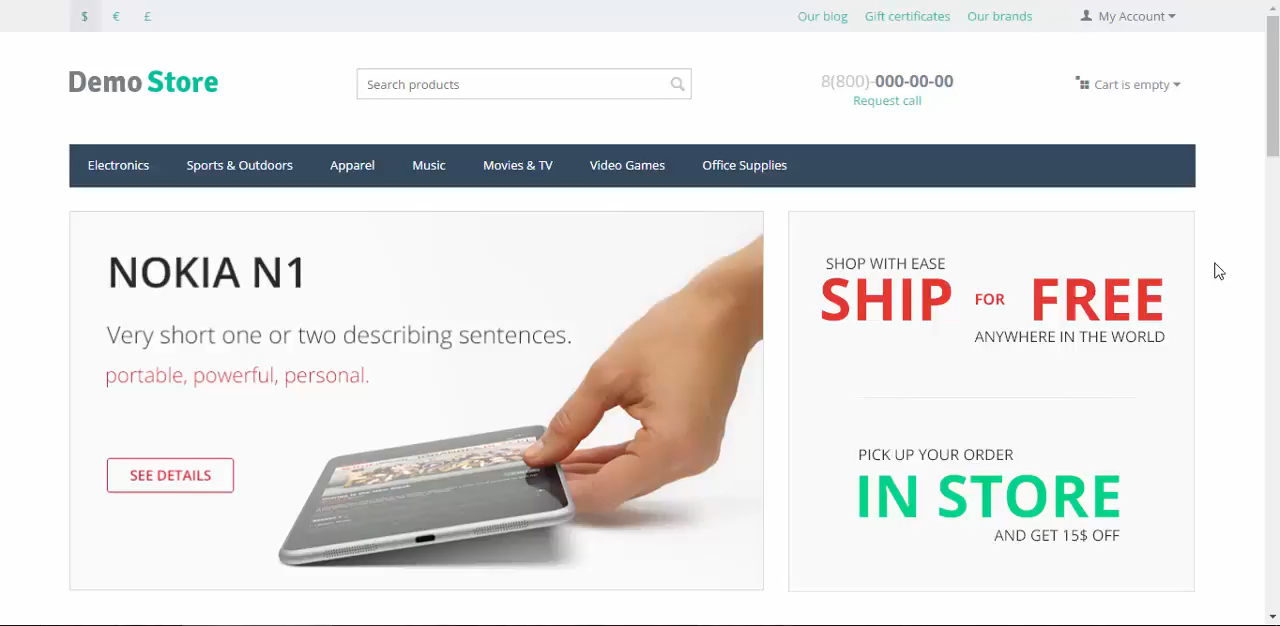 $ € £ Our blog Gift certificates Our brands My Account
Demo Store Search products 8(800)-000-00-00 Cart is empty
Request call
Electronics Sports & Outdoors Apparel Music Movies & TV Video Games Office Supplies
NOKIA N1
Very short one or two describing sentences.
portable, powerful, personal.
SEE DETAILS
SHOP WITH EASE
SHIP FOR FREE
ANYWHERE IN THE WORLD
PICK UP YOUR ORDER
IN STORE
AND GET 15$ OFF